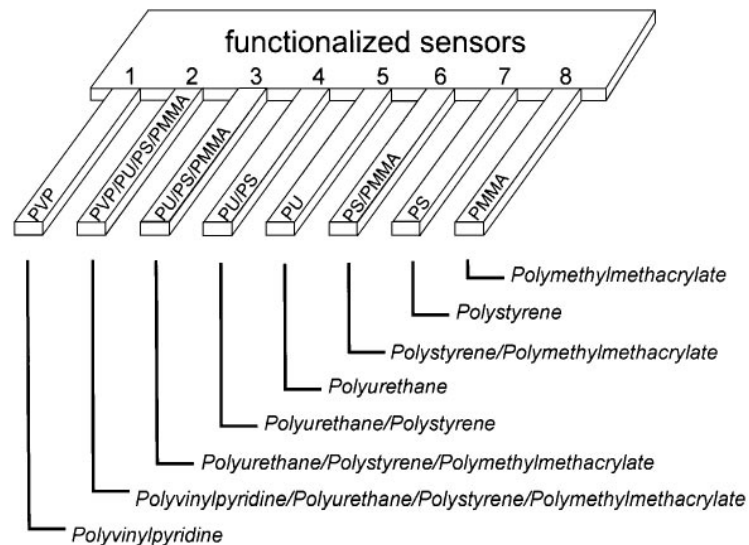 functionalized sensors
1 2 3 4 5 6 7 8
PVP
PVP/PU/PS/PMMA
PU/PS/PMMA
PU/PS
PU
PS/PMMA
PS
PMMA
Polymethylmethacrylate
Polystyrene
Polystyrene/Polymethylmethacrylate
Polyurethane
Polyurethane/Polystyrene
Polyurethane/Polystyrene/Polymethylmethacrylate
Polyvinylpyridine/Polyurethane/Polystyrene/Polymethylmethacrylate
Polyvinylpyridine